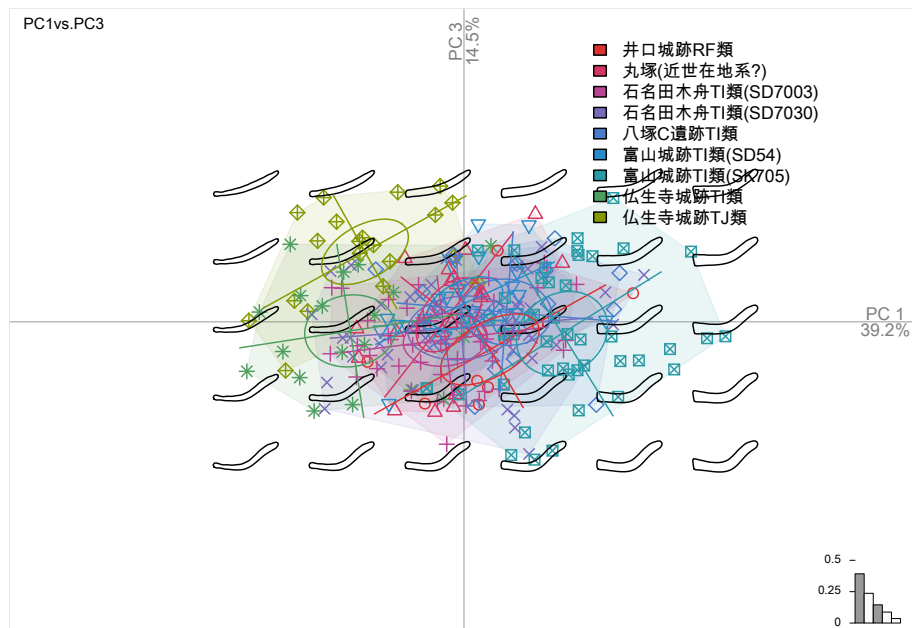 PC1vs.PC3
PC 3
14.5%
井口城跡RF類
丸塚(近世在地系?)
石名田木舟TI類(SD7003)
石名田木舟TI類(SD7030)
八塚C遺跡TI類
富山城跡TI類(SD54)
富山城跡TI類(SK705)
仏生寺城跡TI類
仏生寺城跡TJ類
PC 1
39.2%
0.5
0.25
0